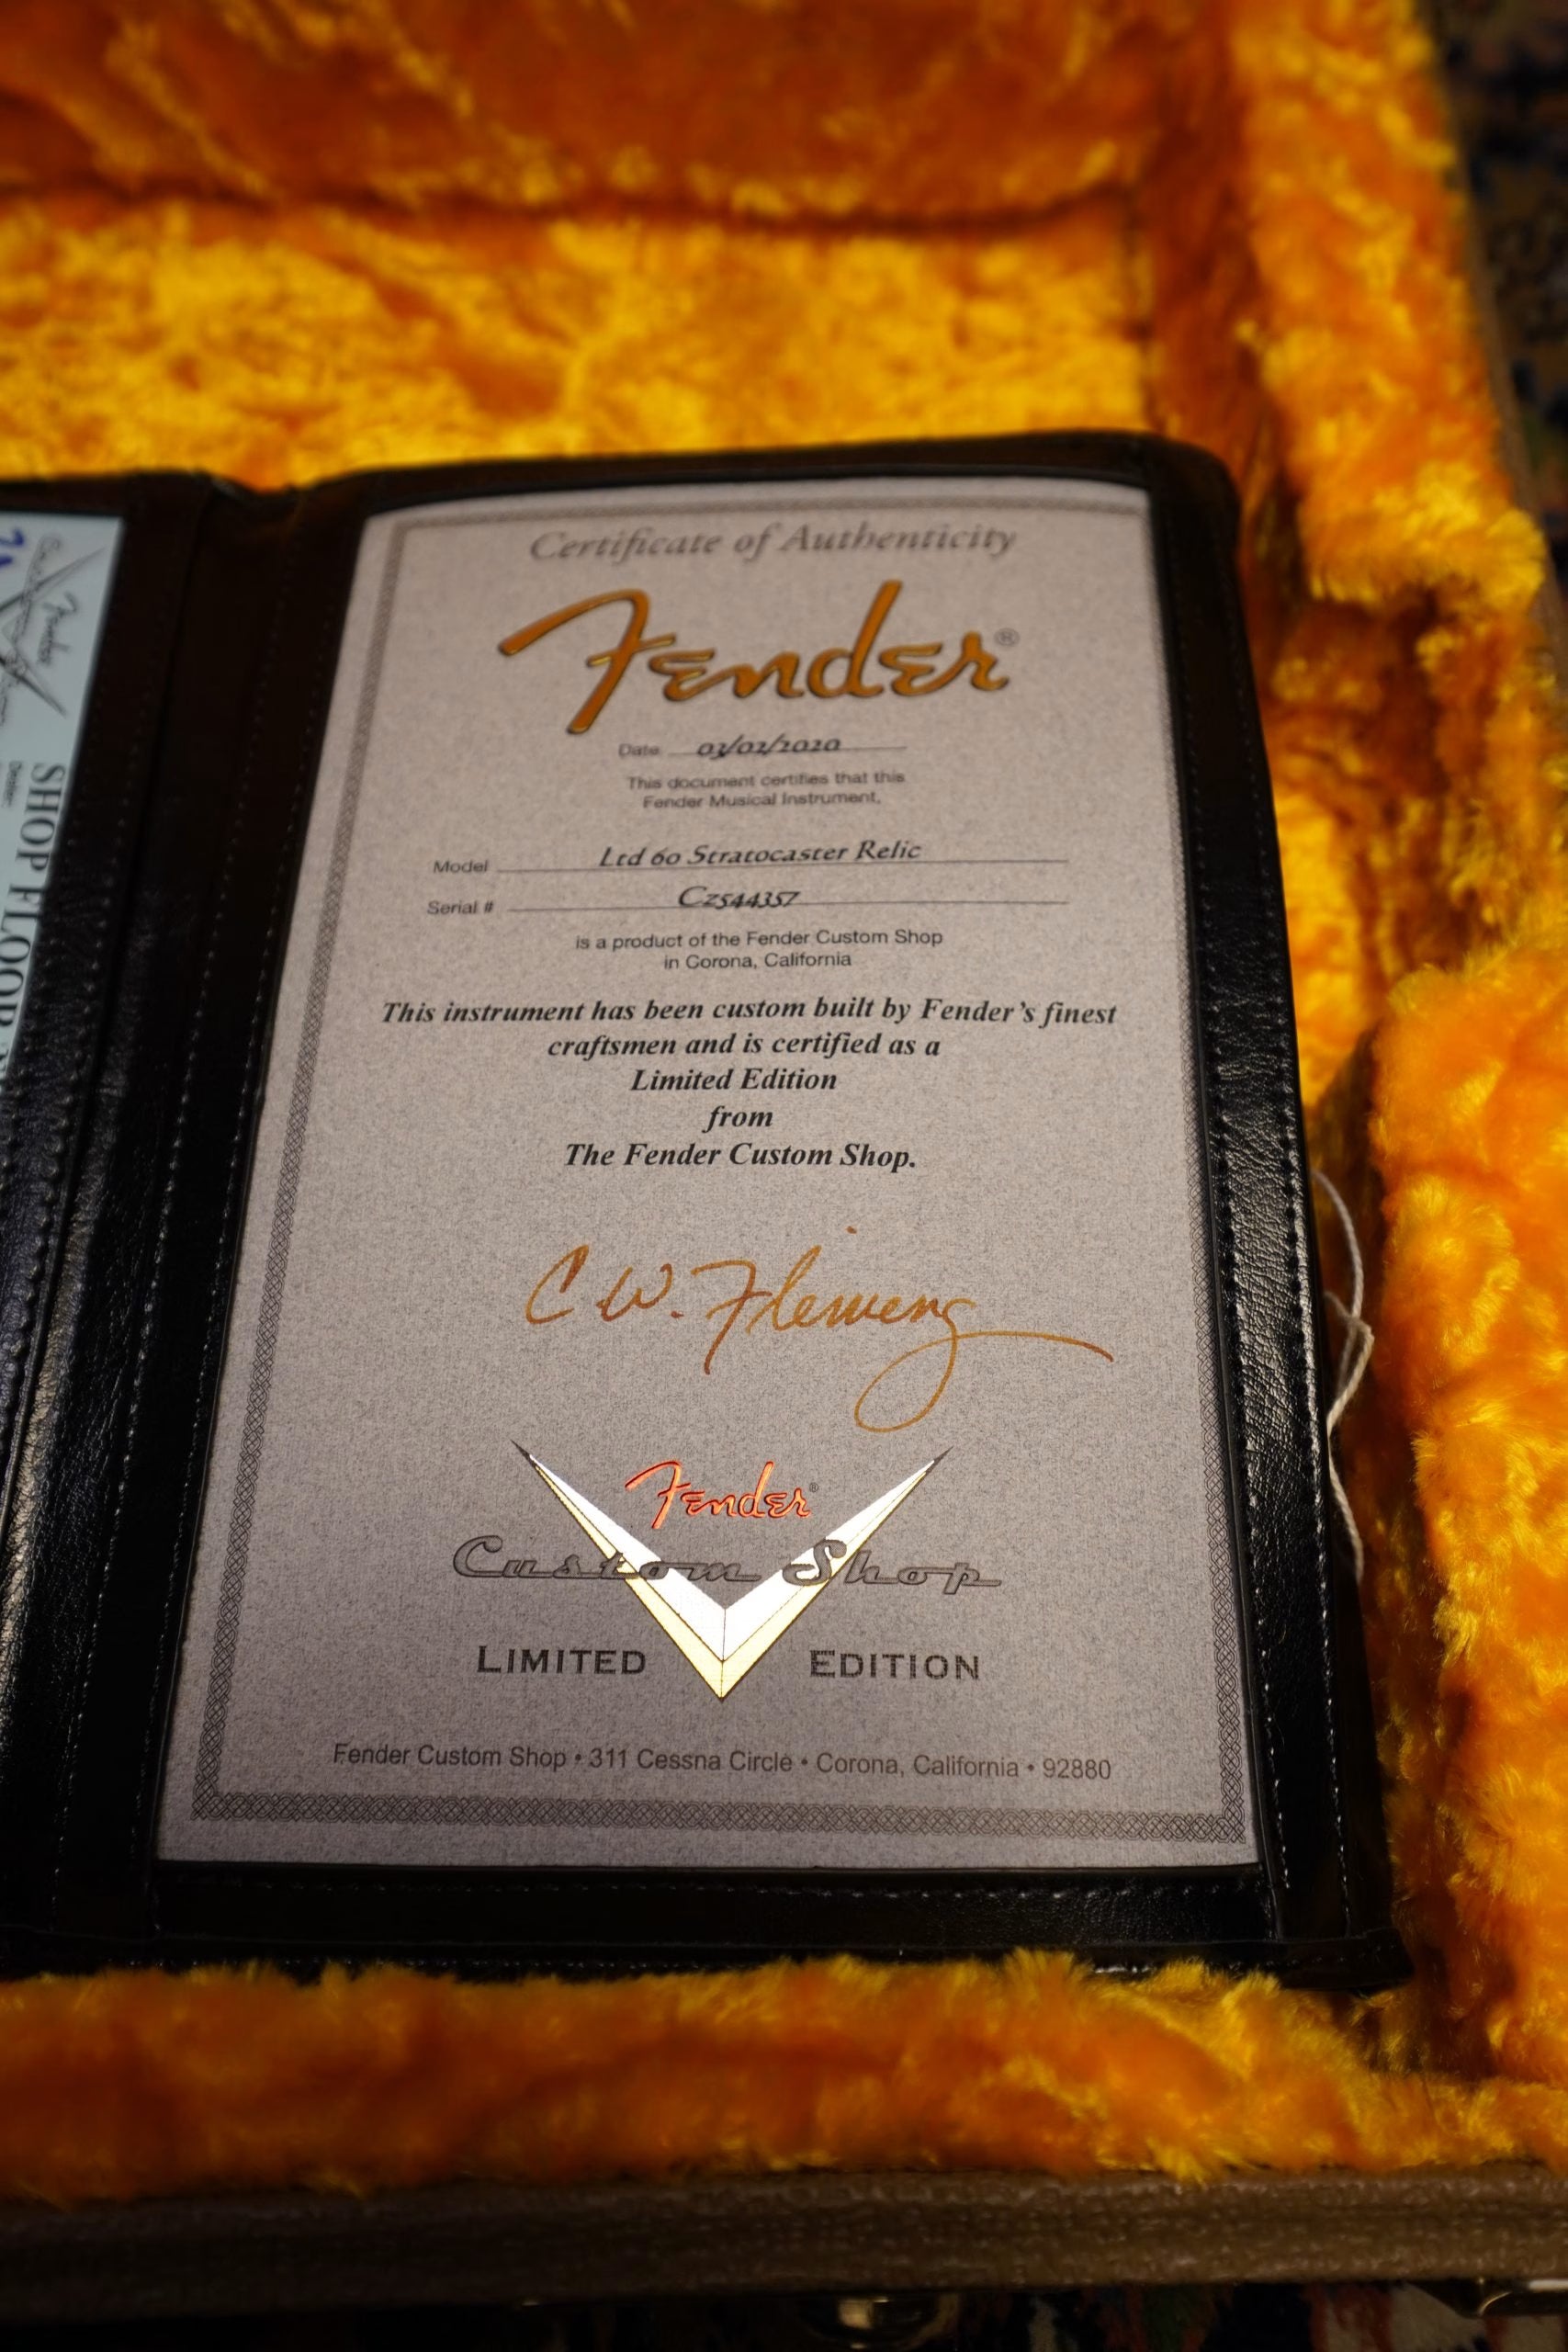 Certificate of Authenticity
Fender®
Date 03/02/2020
This document certifies that this
Fender Musical Instrument,
Model Ltd 60 Stratocaster Relic
Serial # CZ544357
is a product of the Fender Custom Shop
in Corona, California
This instrument has been custom built by Fender's finest
craftsmen and is certified as a
Limited Edition
from
The Fender Custom Shop.
C W. Fleming
Fender®
Custom Shop
LIMITED EDITION
Fender Custom Shop • 311 Cessna Circle • Corona, California • 92880
Fender
SHOP FLOOR
Dealer